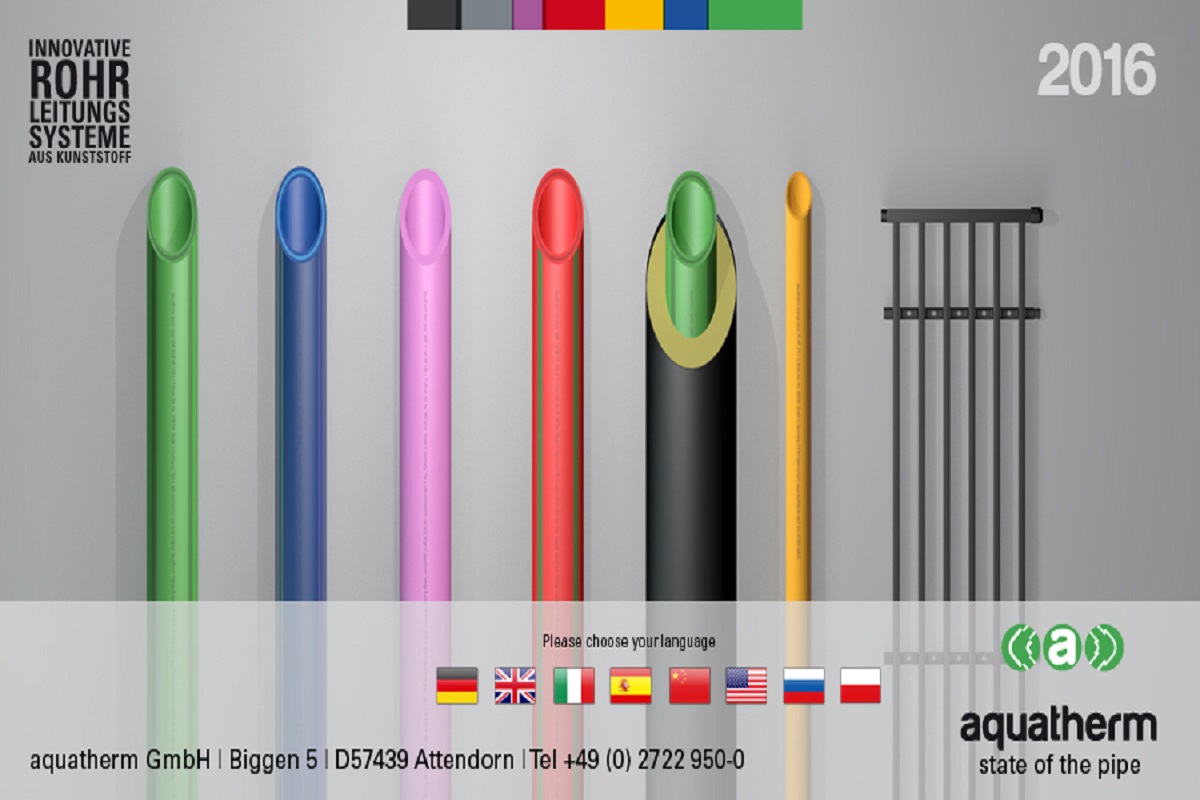 INNOVATIVE
ROHR
LEITUNGS
SYSTEME
AUS KUNSTSTOFF
2016
Please choose your language
a
aquatherm
state of the pipe
aquatherm GmbH | Biggen 5 | D57439 Attendorn | Tel +49 (0) 2722 950-0